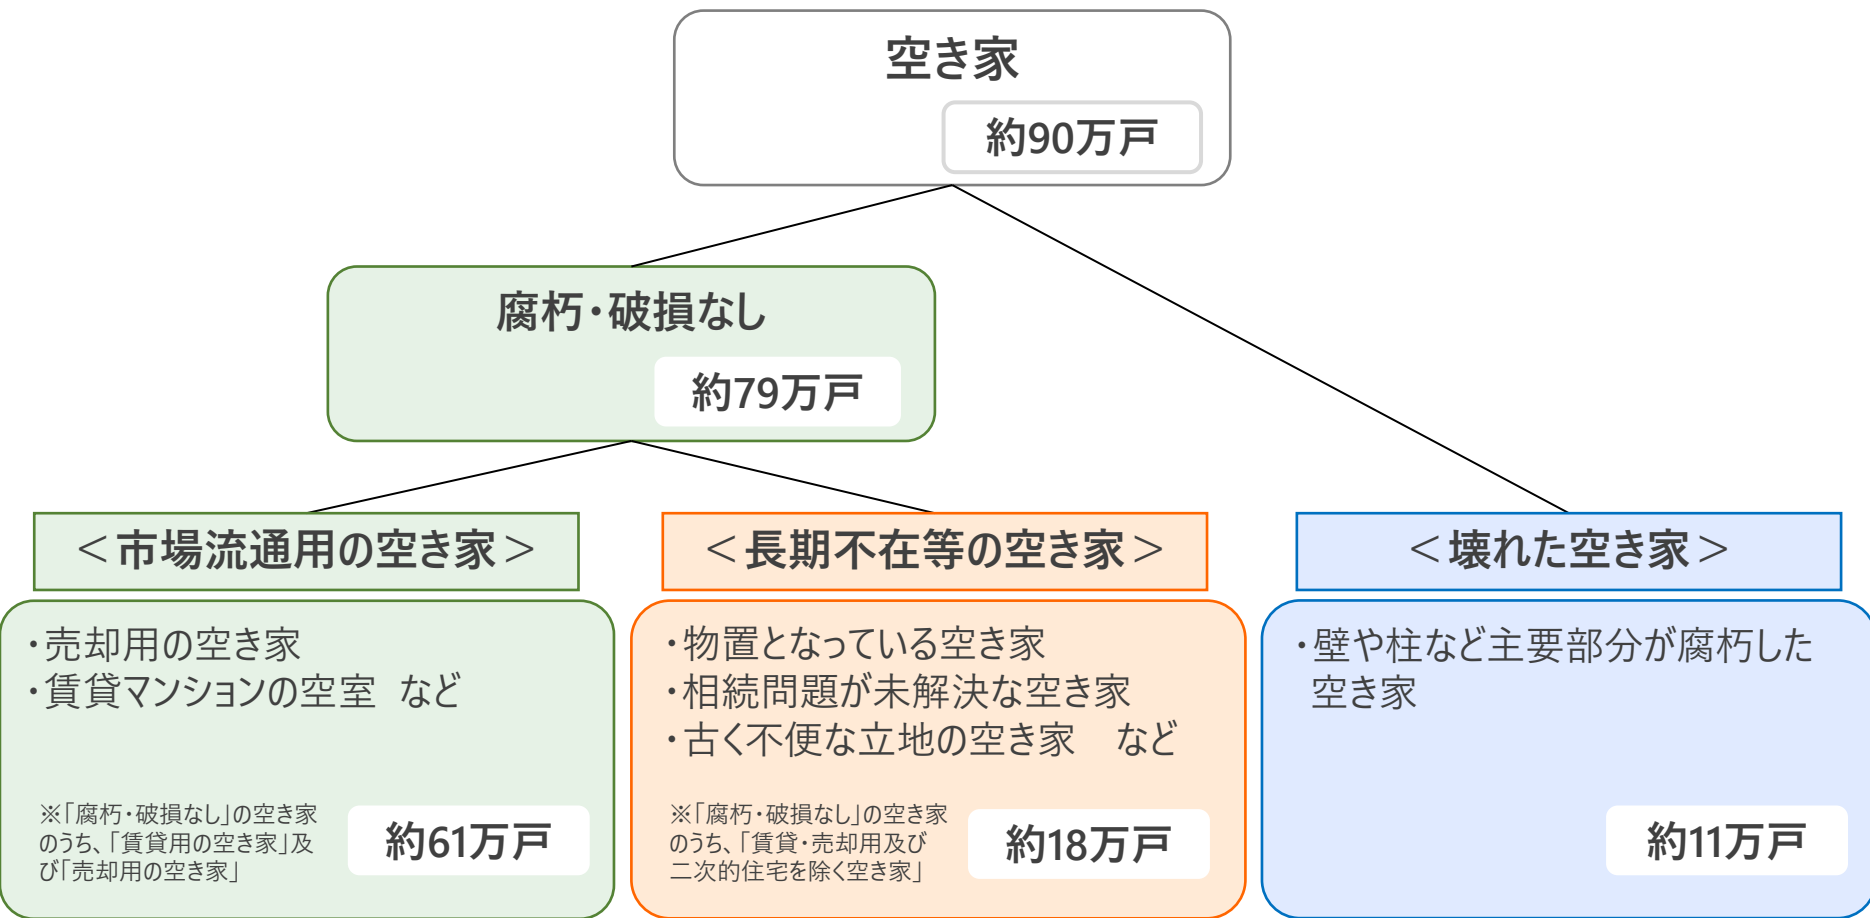 空き家
約90万戸
腐朽・破損なし
約79万戸
＜市場流通用の空き家＞
・売却用の空き家
・賃貸マンションの空室 など
※「腐朽・破損なし」の空き家
のうち、「賃貸用の空き家」及
び「売却用の空き家」
約61万戸
＜長期不在等の空き家＞
・物置となっている空き家
・相続問題が未解決な空き家
・古く不便な立地の空き家　など
※「腐朽・破損なし」の空き家
のうち、「賃貸・売却用及び
二次的住宅を除く空き家」
約18万戸
＜壊れた空き家＞
・壁や柱など主要部分が腐朽した
空き家
約11万戸